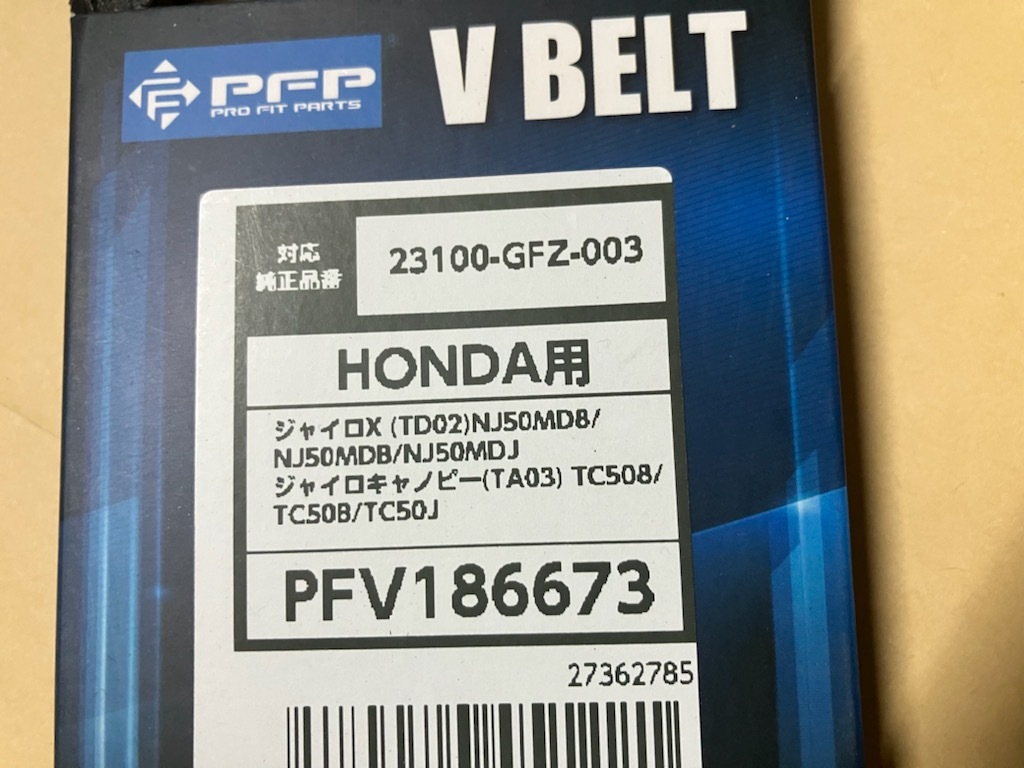 PFP
PRO FIT PARTS
V BELT
対応
純正品番
23100-GFZ-003
HONDA用
ジャイロX (TD02)NJ50MD8/
NJ50MDB/NJ50MDJ
ジャイロキャノピー(TA03) TC508/
TC50B/TC50J
PFV186673
27362785